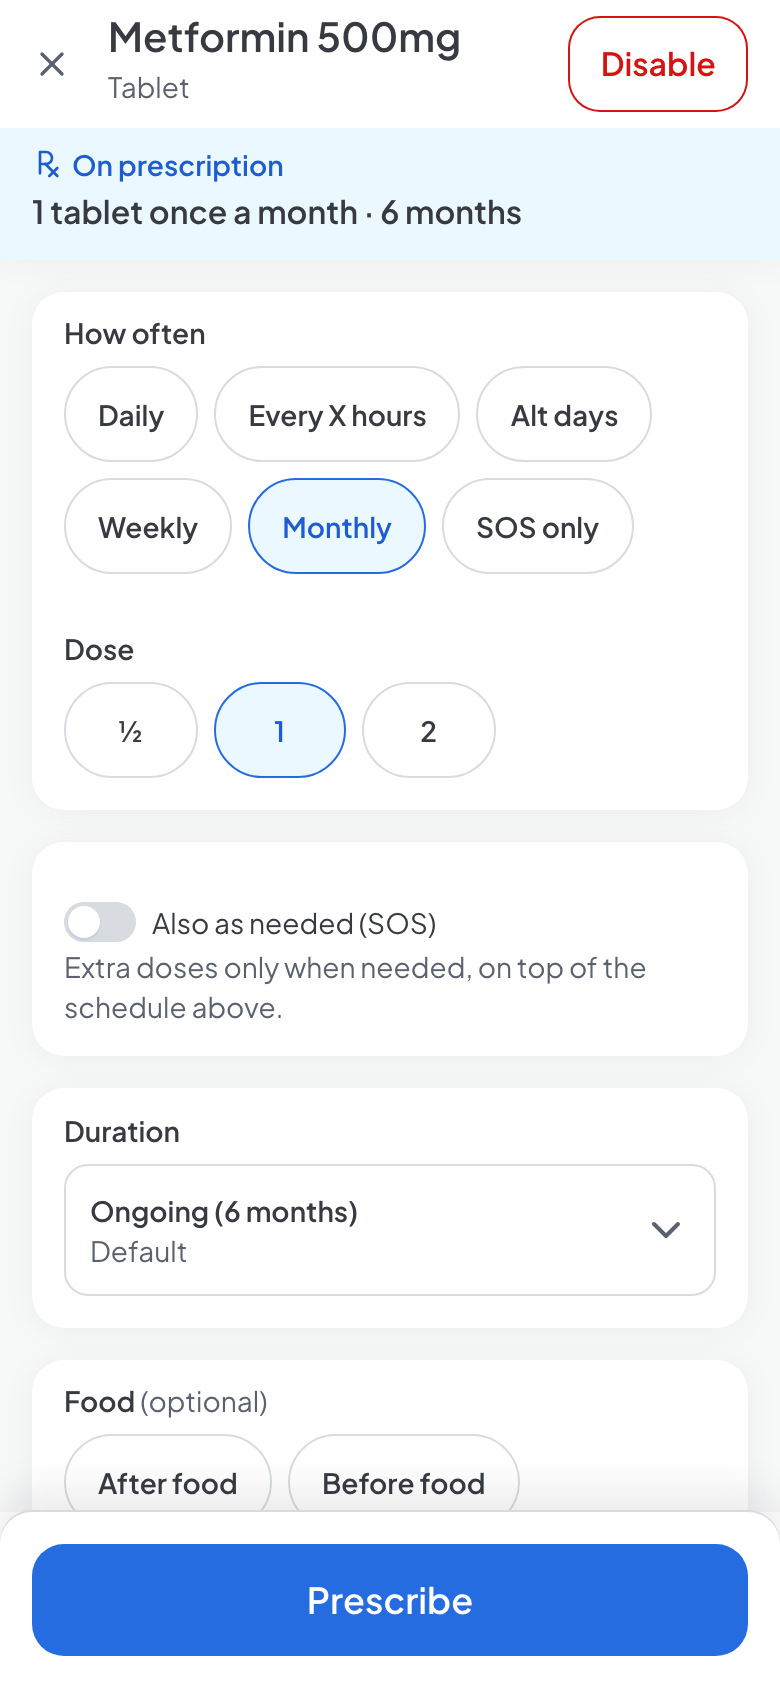 Metformin 500mg
Tablet
Disable
On prescription
1 tablet once a month · 6 months
How often
Daily
Every X hours
Alt days
Weekly
Monthly
SOS only
Dose
½
1
2
Also as needed (SOS)
Extra doses only when needed, on top of the
schedule above.
Duration
Ongoing (6 months)
Default
Food (optional)
After food
Before food
Prescribe